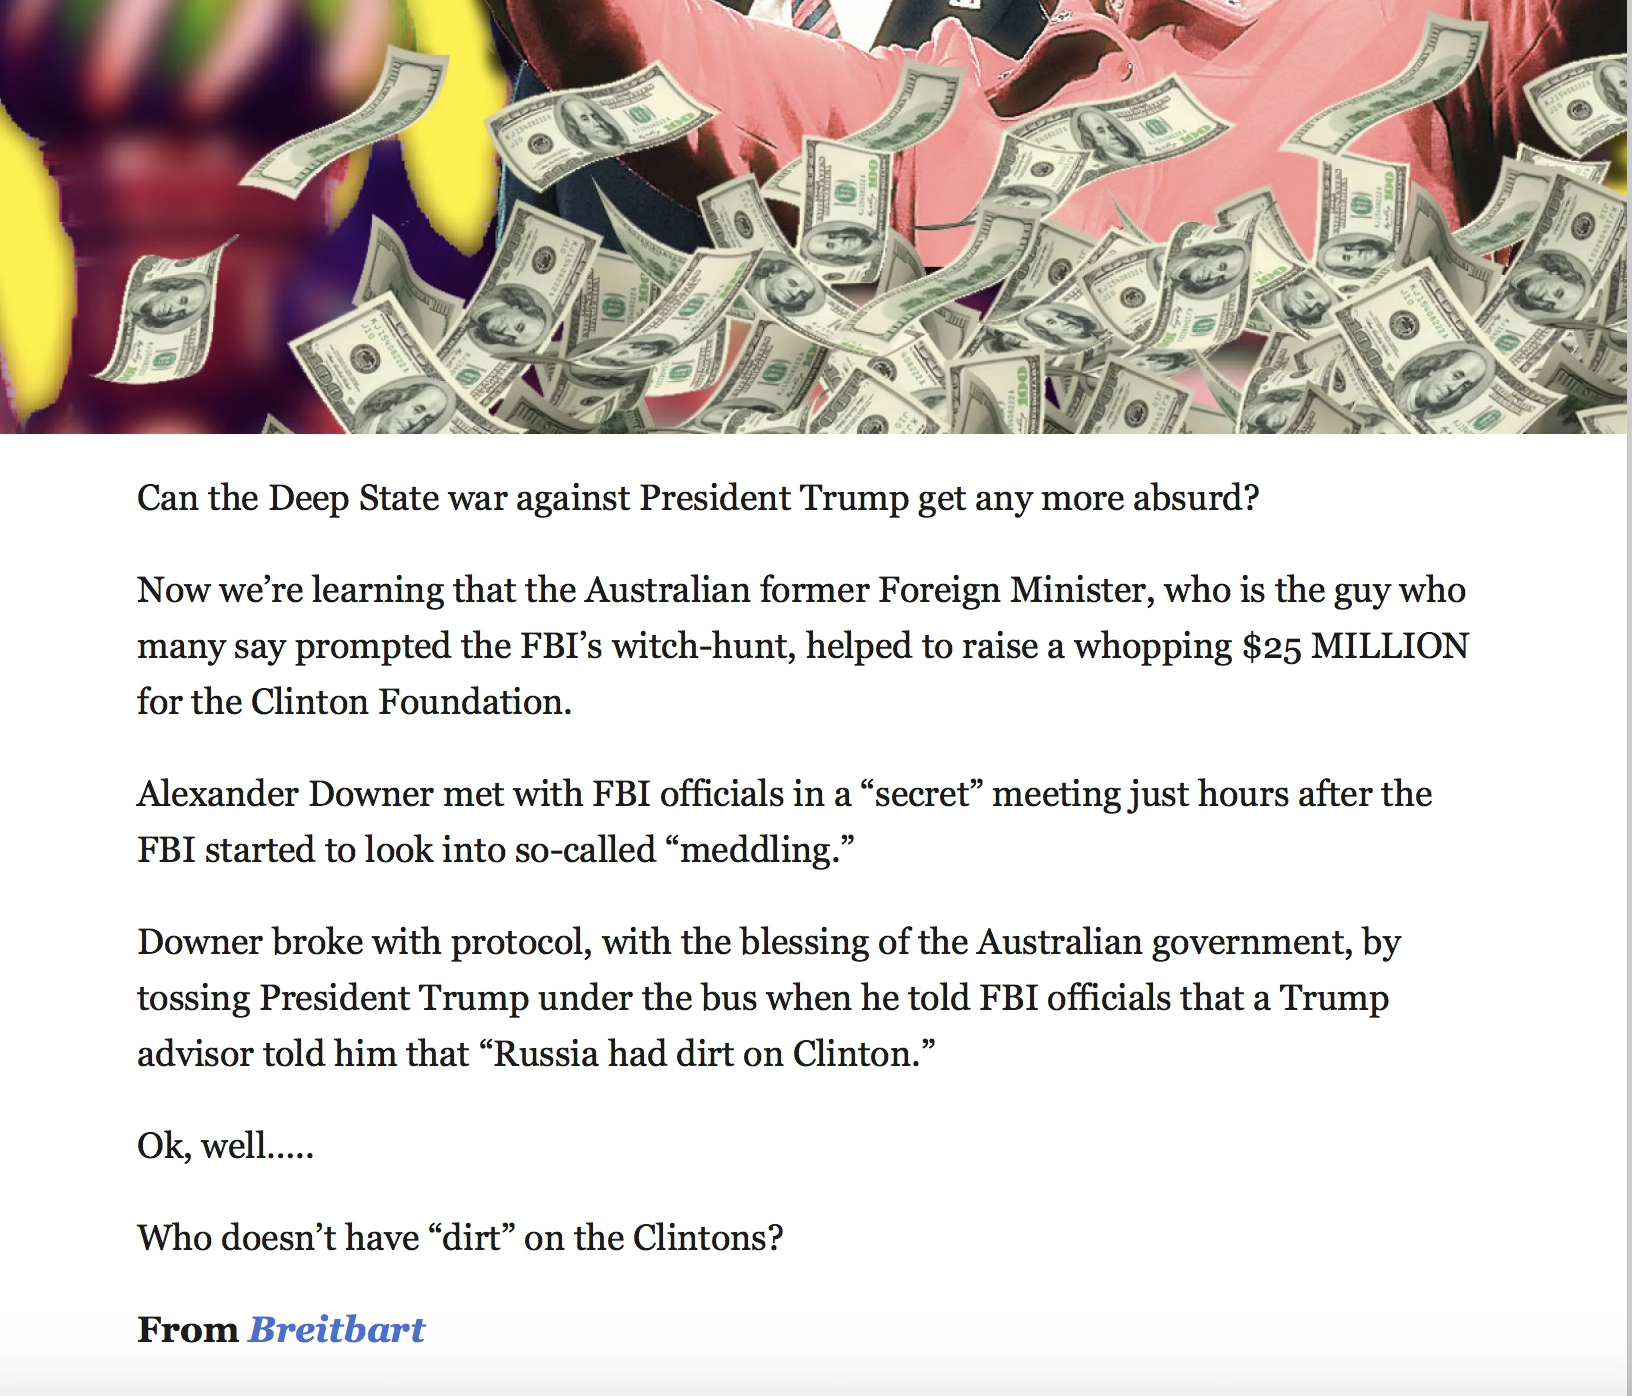 Can the Deep State war against President Trump get any more absurd?
Now we’re learning that the Australian former Foreign Minister, who is the guy who
many say prompted the FBI’s witch-hunt, helped to raise a whopping $25 MILLION
for the Clinton Foundation.
Alexander Downer met with FBI officials in a “secret” meeting just hours after the
FBI started to look into so-called “meddling.”
Downer broke with protocol, with the blessing of the Australian government, by
tossing President Trump under the bus when he told FBI officials that a Trump
advisor told him that “Russia had dirt on Clinton.”
Ok, well.....
Who doesn’t have “dirt” on the Clintons?
From Breitbart